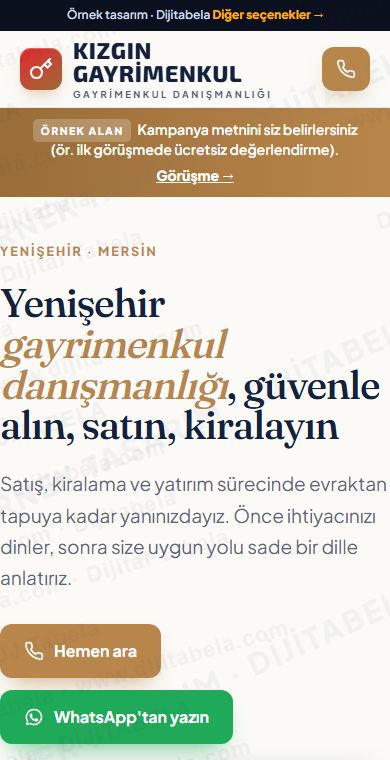 Örnek tasarım · Dijitabela Diğer seçenekler →
KIZGIN
GAYRİMENKUL
GAYRİMENKUL DANIŞMANLIĞI
ÖRNEK ALAN Kampanya metnini siz belirlersiniz
(ör. ilk görüşmede ücretsiz değerlendirme).
Görüşme →
YENİŞEHİR · MERSİN
Yenişehir
gayrimenkul
danışmanlığı, güvenle
alın, satın, kiralayın
Satış, kiralama ve yatırım sürecinde evraktan
tapuya kadar yanınızdayız. Önce ihtiyacınızı
dinler, sonra size uygun yolu sade bir dille
anlatırız.
Hemen ara
WhatsApp'tan yazın